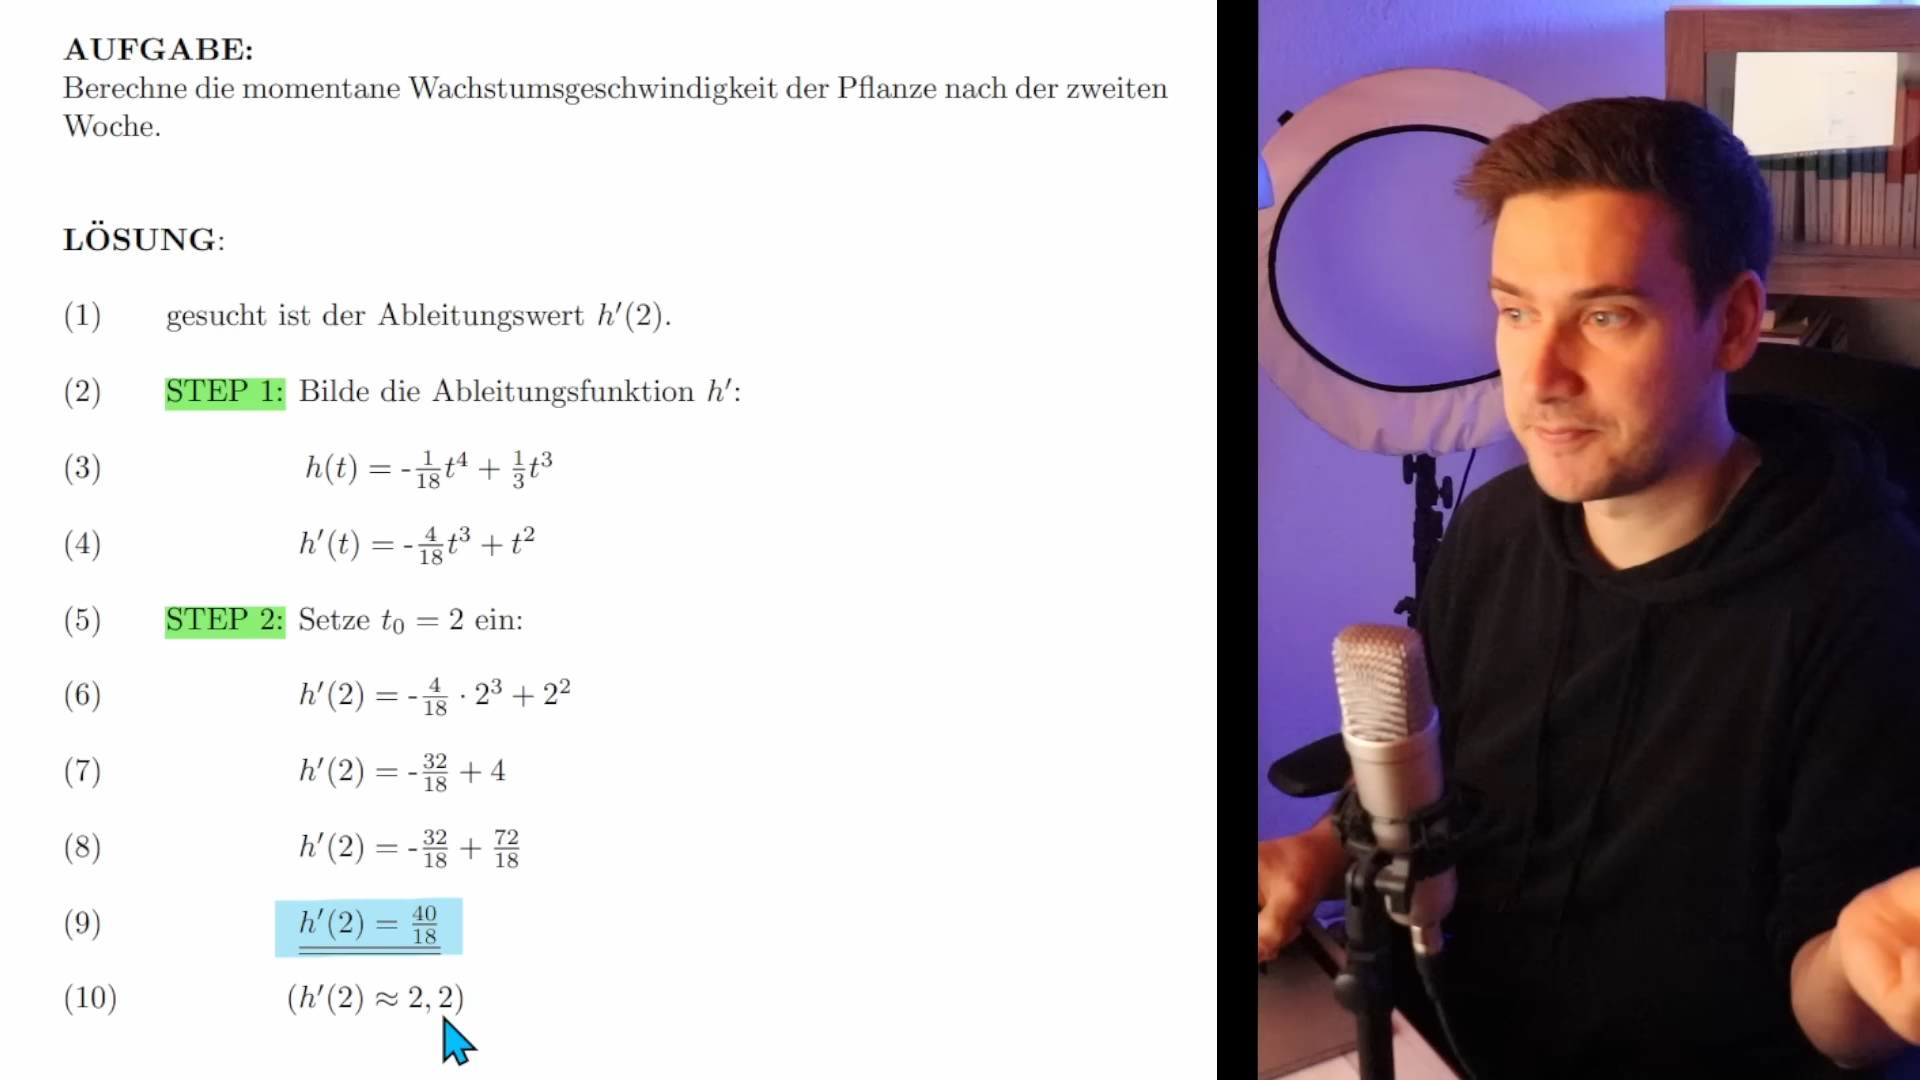 AUFGABE:
Berechne die momentane Wachstumsgeschwindigkeit der Pflanze nach der zweiten
Woche.
LÖSUNG:
(1) gesucht ist der Ableitungswert h′(2).
(2) STEP 1: Bilde die Ableitungsfunktion h′:
(3) h(t) = -1/18 t⁴ + 1/3 t³
(4) h′(t) = -4/18 t³ + t²
(5) STEP 2: Setze t₀ = 2 ein:
(6) h′(2) = -4/18 · 2³ + 2²
(7) h′(2) = -32/18 + 4
(8) h′(2) = -32/18 + 72/18
(9) h′(2) = 40/18
(10) (h′(2) ≈ 2,2)